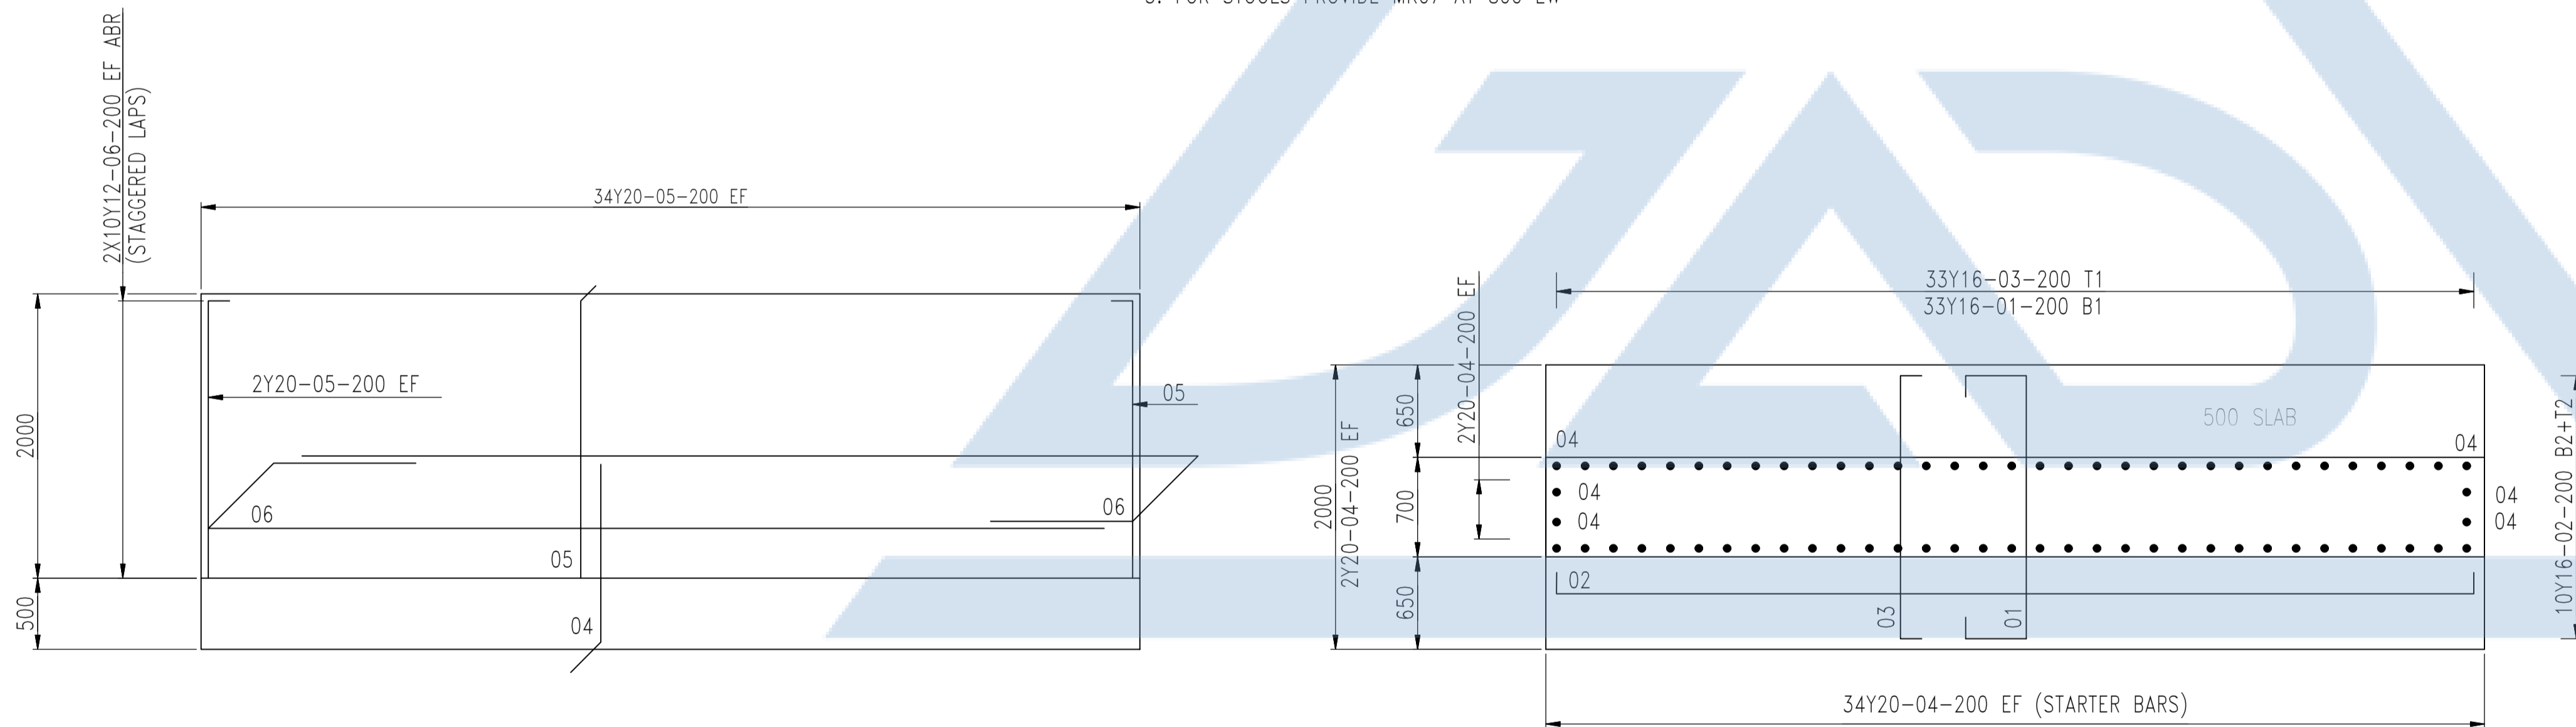 2X10Y12-06-200 EF ABR
(STAGGERED LAPS)
34Y20-05-200 EF
2000
500
2Y20-05-200 EF
05
06
06
05
04
33Y16-03-200 T1
33Y16-01-200 B1
2Y20-04-200 EF
2000
2Y20-04-200 EF
650
700
650
500 SLAB
04
04
04
04
04
04
02
03
01
10Y16-02-200 B2+T2
34Y20-04-200 EF (STARTER BARS)